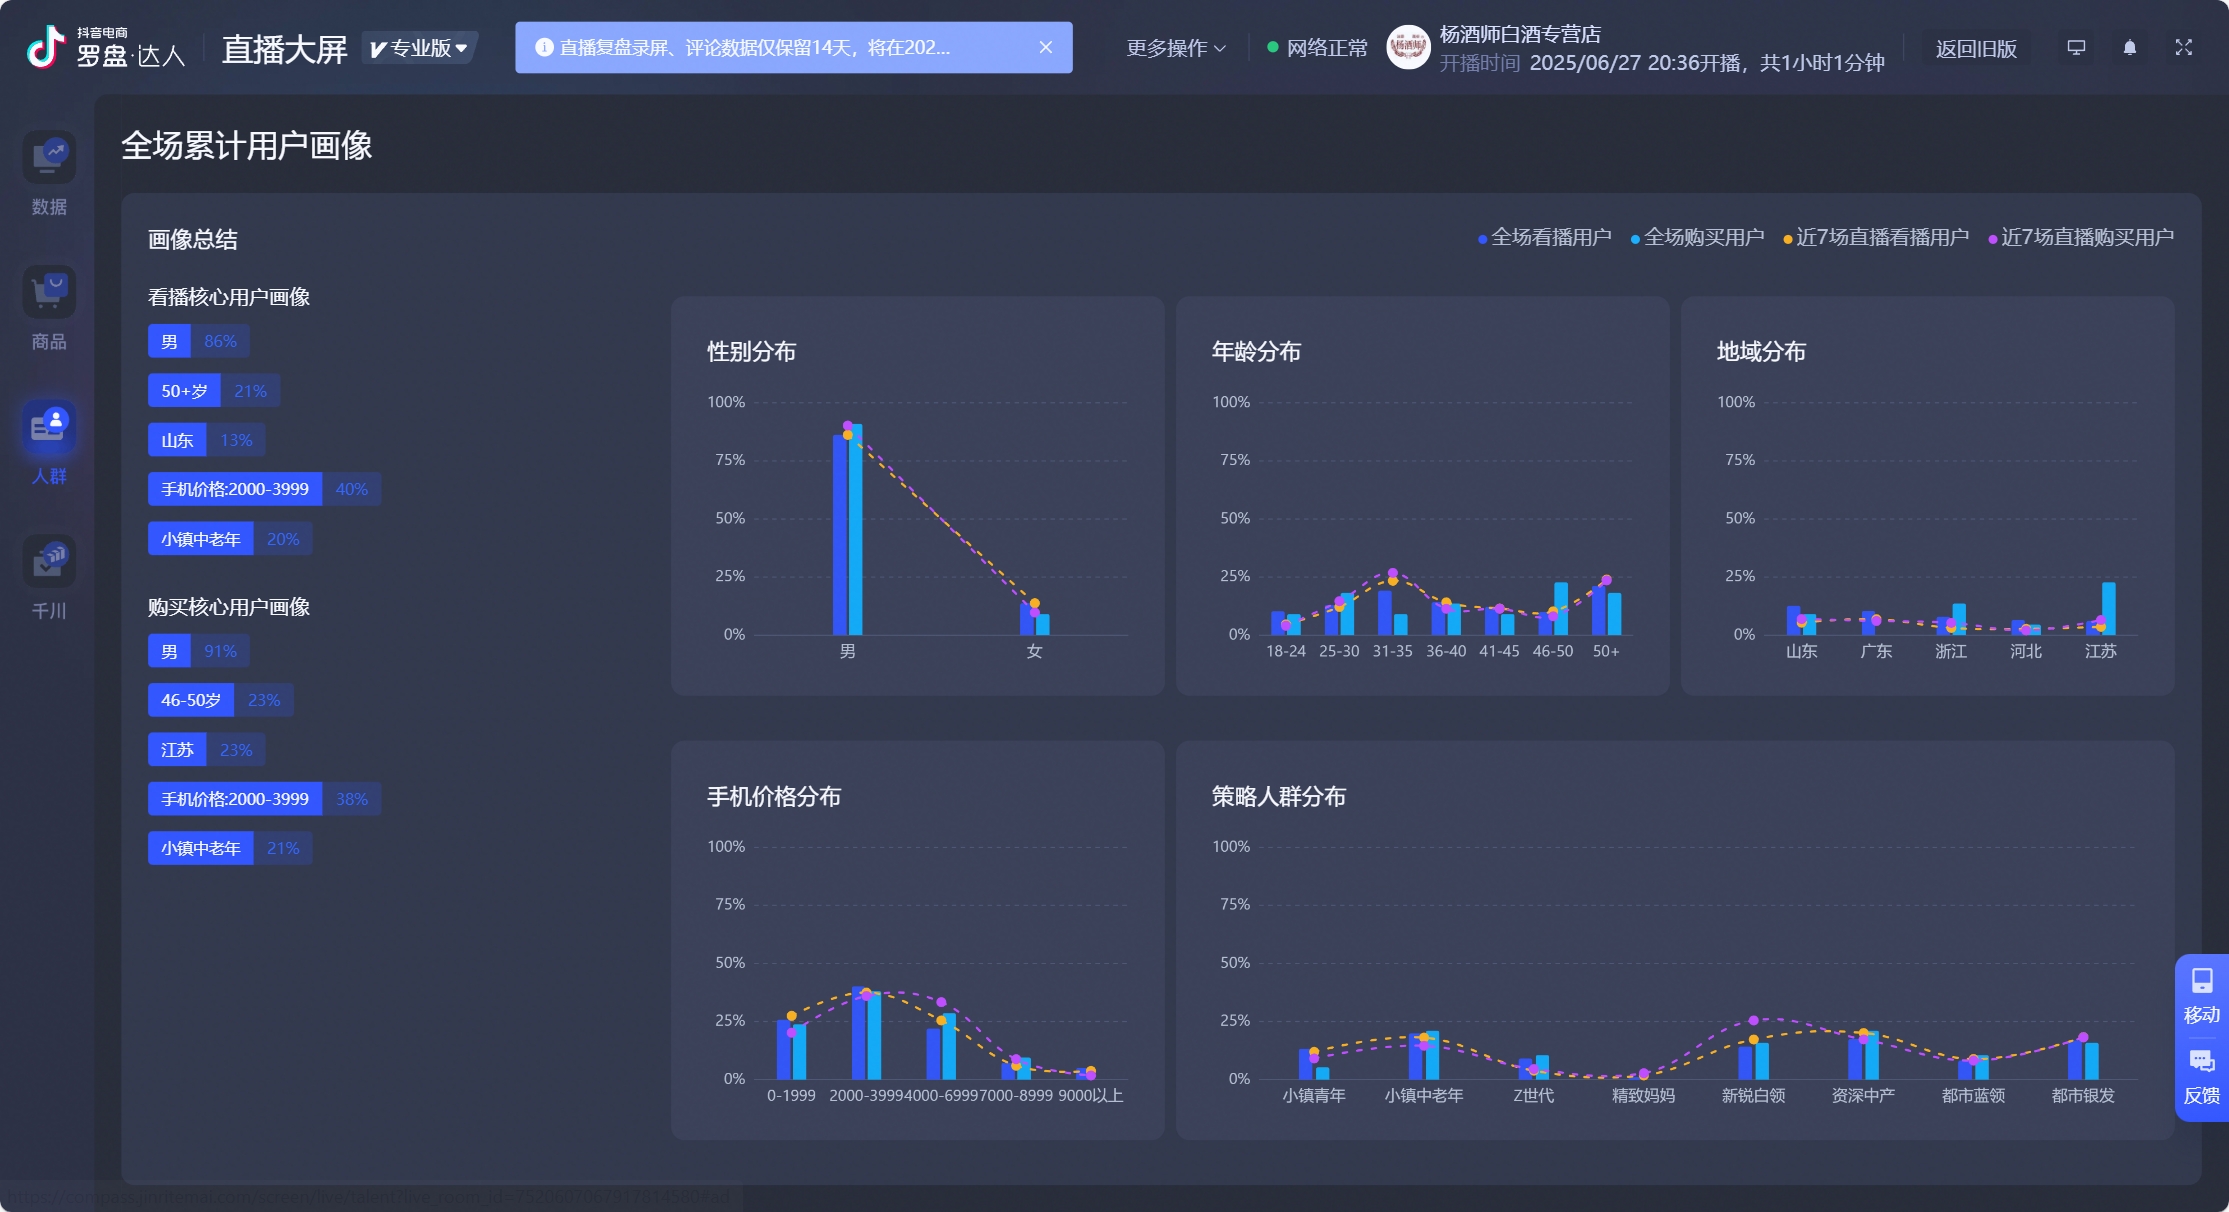 抖音电商
罗盘·达人
直播大屏
专业版
直播复盘录屏、评论数据仅保留14天，将在202...
更多操作
网络正常
杨酒师
杨酒师白酒专营店
开播时间 2025/06/27 20:36开播，共1小时1分钟
返回旧版
数据
商品
人群
千川
全场累计用户画像
画像总结
全场看播用户 全场购买用户 近7场直播看播用户 近7场直播购买用户
看播核心用户画像
男 86%
50+岁 21%
山东 13%
手机价格:2000-3999 40%
小镇中老年 20%
购买核心用户画像
男 91%
46-50岁 23%
江苏 23%
手机价格:2000-3999 38%
小镇中老年 21%
性别分布
100%
75%
50%
25%
0%
男 女
年龄分布
100%
75%
50%
25%
0%
18-24 25-30 31-35 36-40 41-45 46-50 50+
地域分布
100%
75%
50%
25%
0%
山东 广东 浙江 河北 江苏
手机价格分布
100%
75%
50%
25%
0%
0-1999 2000-3999 4000-6999 7000-8999 9000以上
策略人群分布
100%
75%
50%
25%
0%
小镇青年 小镇中老年 Z世代 精致妈妈 新锐白领 资深中产 都市蓝领 都市银发
移动
反馈